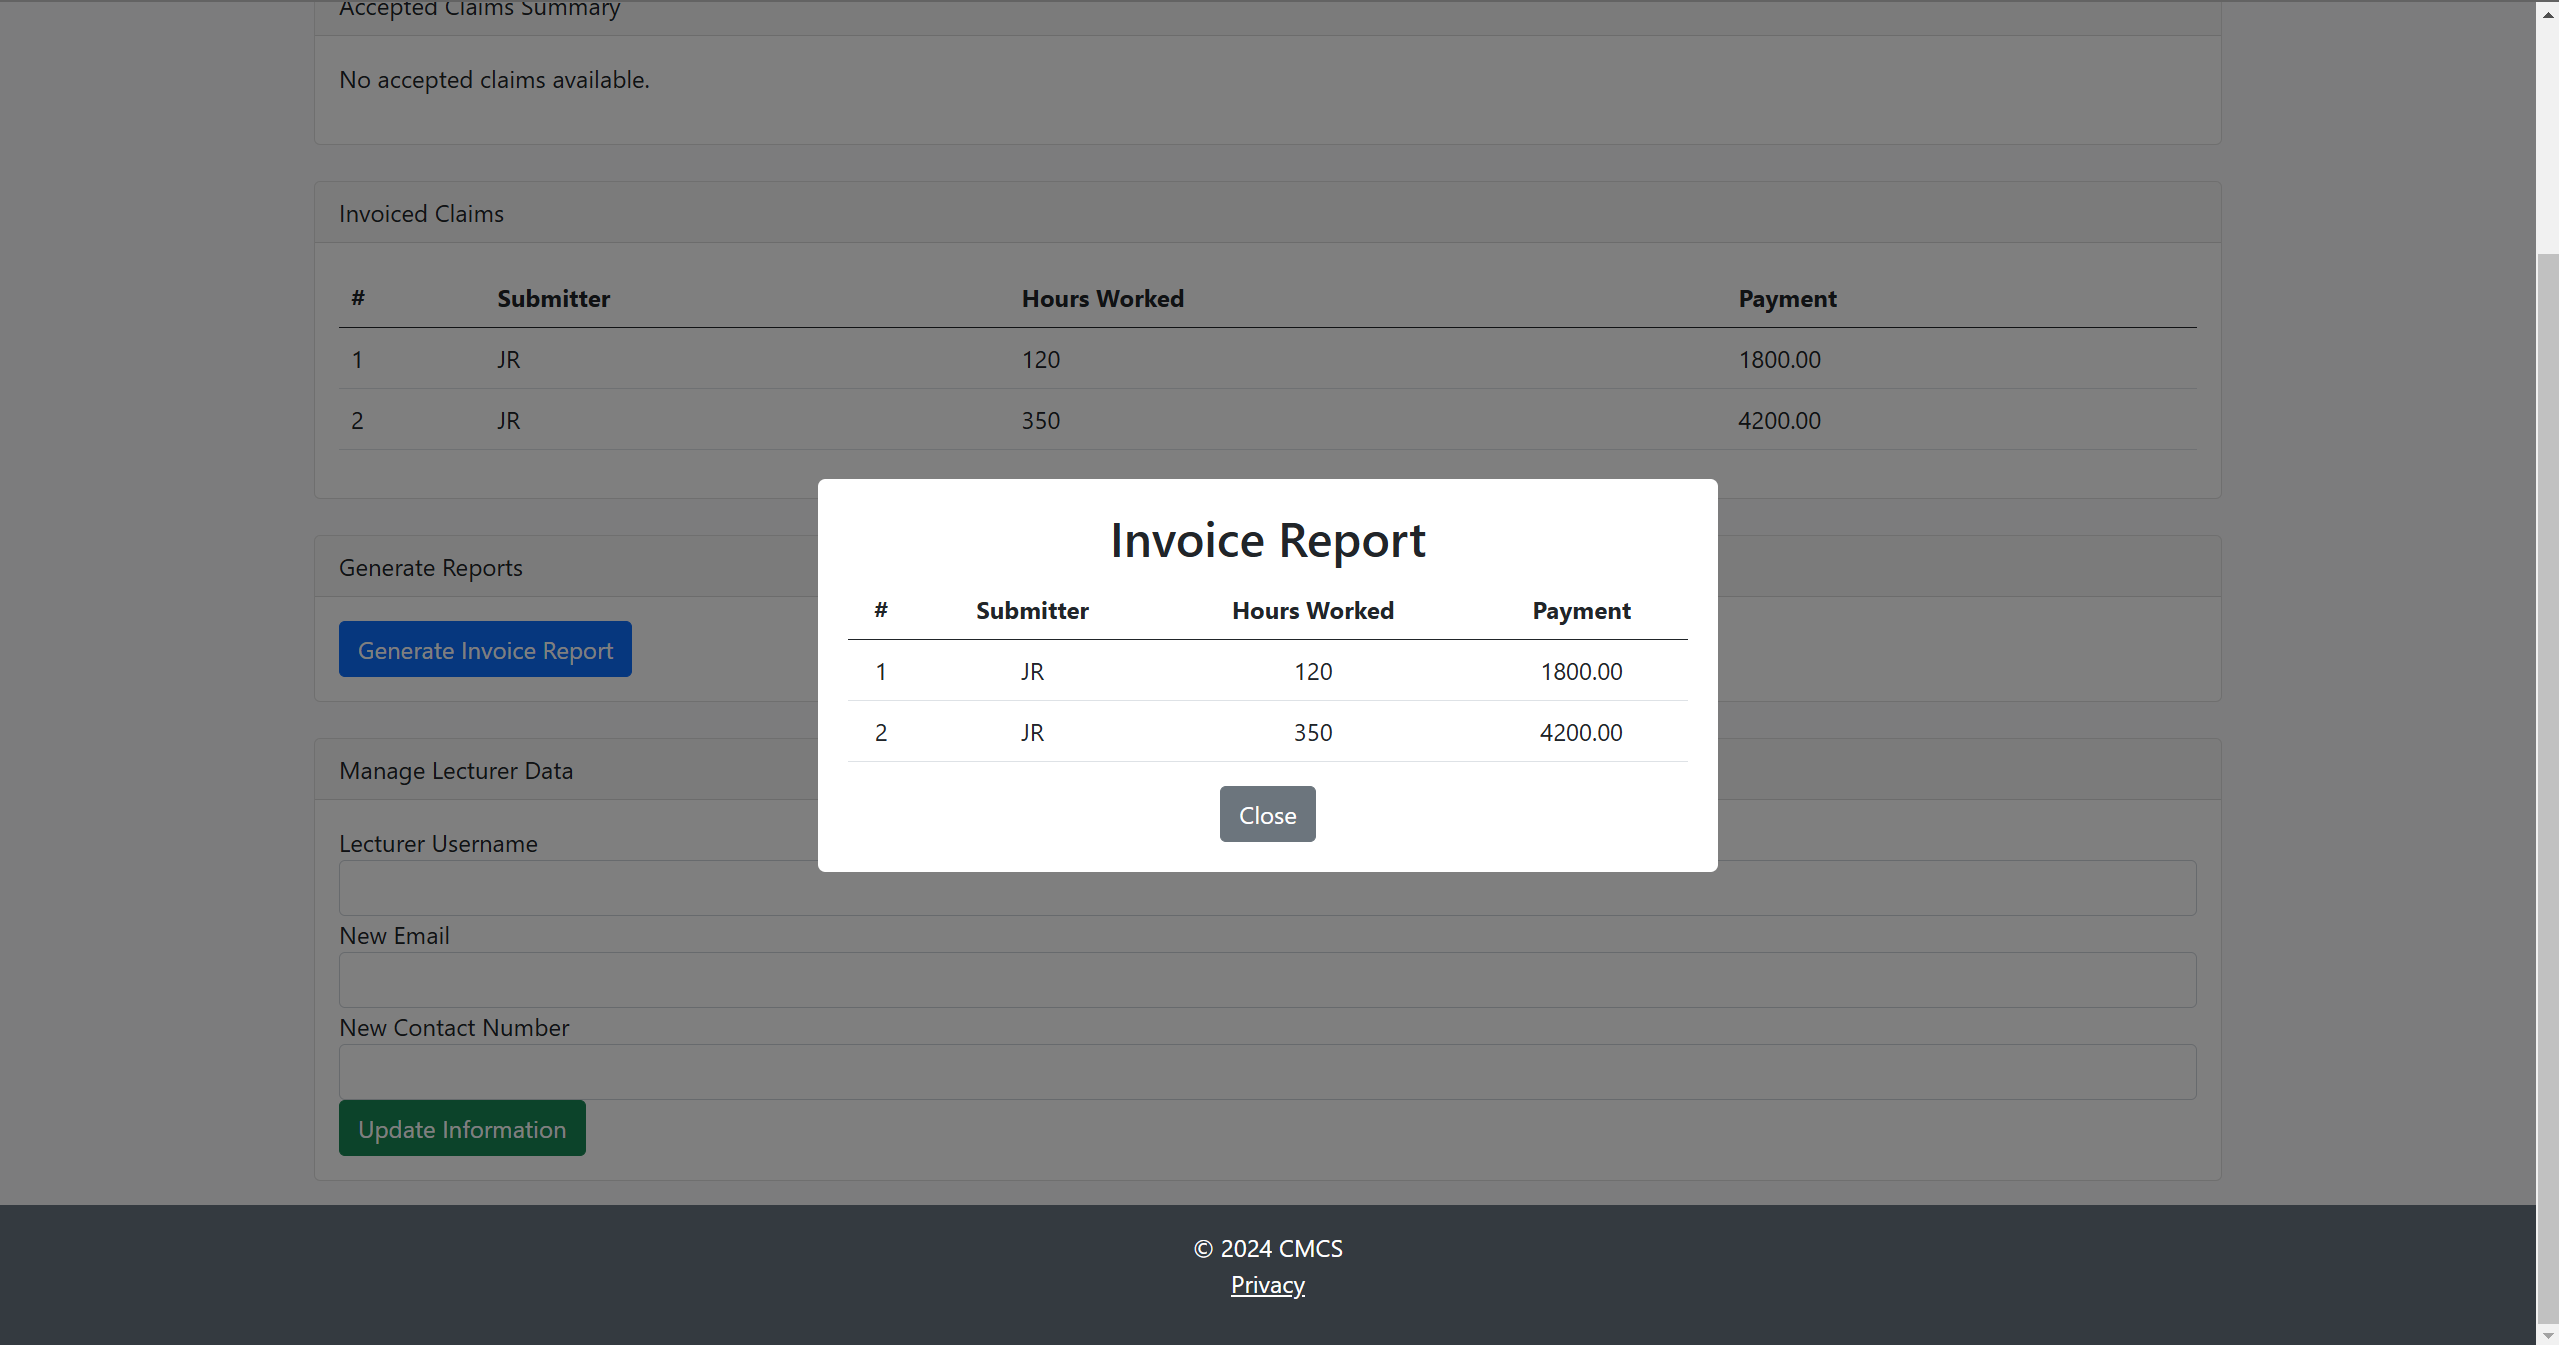 Accepted Claims Summary
No accepted claims available.
Invoiced Claims
# Submitter Hours Worked Payment
1 JR 120 1800.00
2 JR 350 4200.00
Invoice Report
# Submitter Hours Worked Payment
1 JR 120 1800.00
2 JR 350 4200.00
Close
Generate Reports
Generate Invoice Report
Manage Lecturer Data
Lecturer Username
New Email
New Contact Number
Update Information
© 2024 CMCS
Privacy